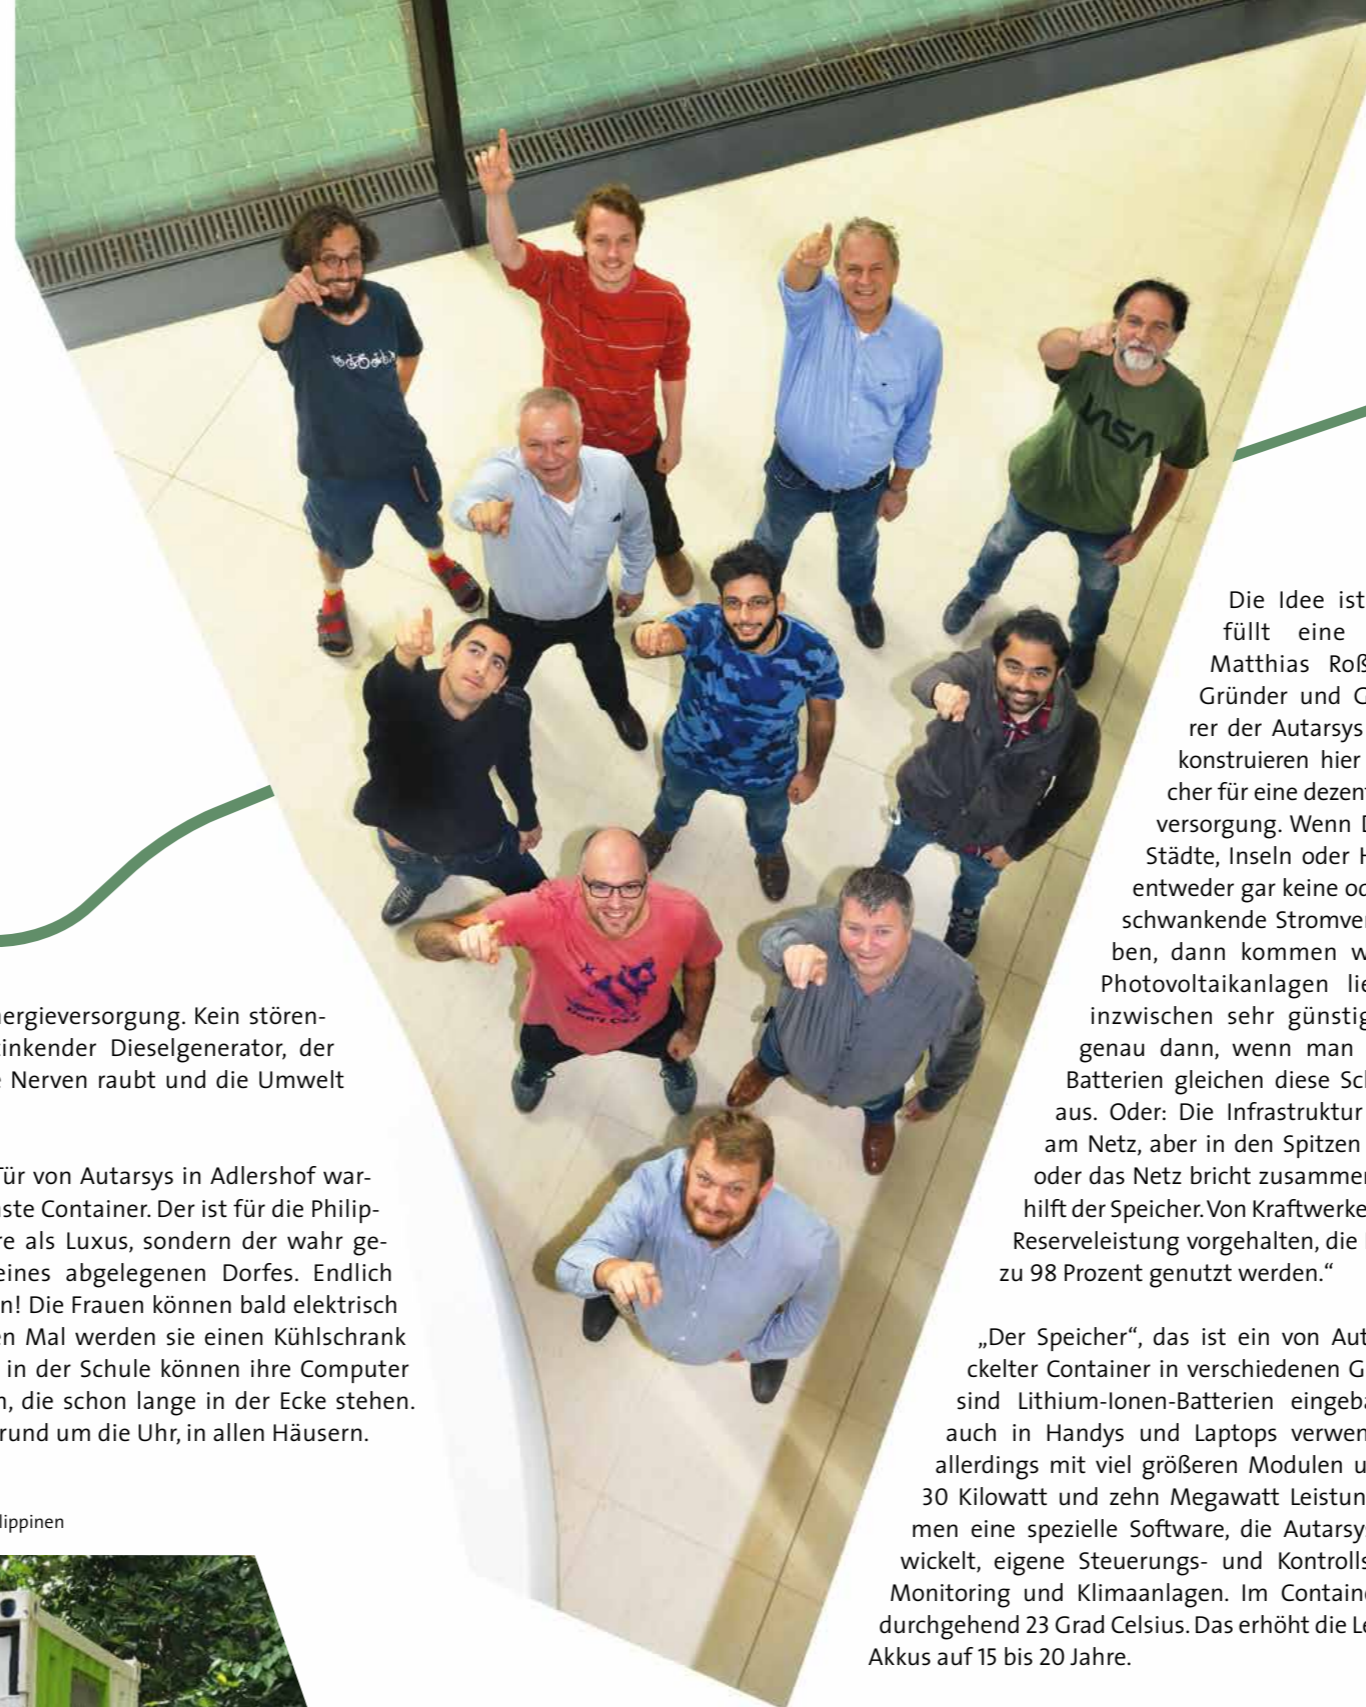 nergieversorgung. Kein stören-
inkender Dieselgenerator, der
Nerven raubt und die Umwelt
Tür von Autarsys in Adlershof war-
ste Container. Der ist für die Philip-
re als Luxus, sondern der wahr ge-
eines abgelegenen Dorfes. Endlich
n! Die Frauen können bald elektrisch
en Mal werden sie einen Kühlschrank
in der Schule können ihre Computer
n, die schon lange in der Ecke stehen.
rund um die Uhr, in allen Häusern.
lippinen
NASA
Don't Care
Die Idee ist
füllt eine
Matthias Roß
Gründer und G
rer der Autarsys
konstruieren hier
cher für eine dezent
versorgung. Wenn D
Städte, Inseln oder H
entweder gar keine od
schwankende Stromver
ben, dann kommen w
Photovoltaikanlagen lie
inzwischen sehr günstig
genau dann, wenn man
Batterien gleichen diese Sch
aus. Oder: Die Infrastruktur
am Netz, aber in den Spitzen
oder das Netz bricht zusammen
hilft der Speicher. Von Kraftwerke
Reserveleistung vorgehalten, die
zu 98 Prozent genutzt werden.“
„Der Speicher“, das ist ein von Aut
ckelter Container in verschiedenen G
sind Lithium-Ionen-Batterien eingeba
auch in Handys und Laptops verwen
allerdings mit viel größeren Modulen u
30 Kilowatt und zehn Megawatt Leistun
men eine spezielle Software, die Autarsys
wickelt, eigene Steuerungs- und Kontrolls
Monitoring und Klimaanlagen. Im Containe
durchgehend 23 Grad Celsius. Das erhöht die Le
Akkus auf 15 bis 20 Jahre.